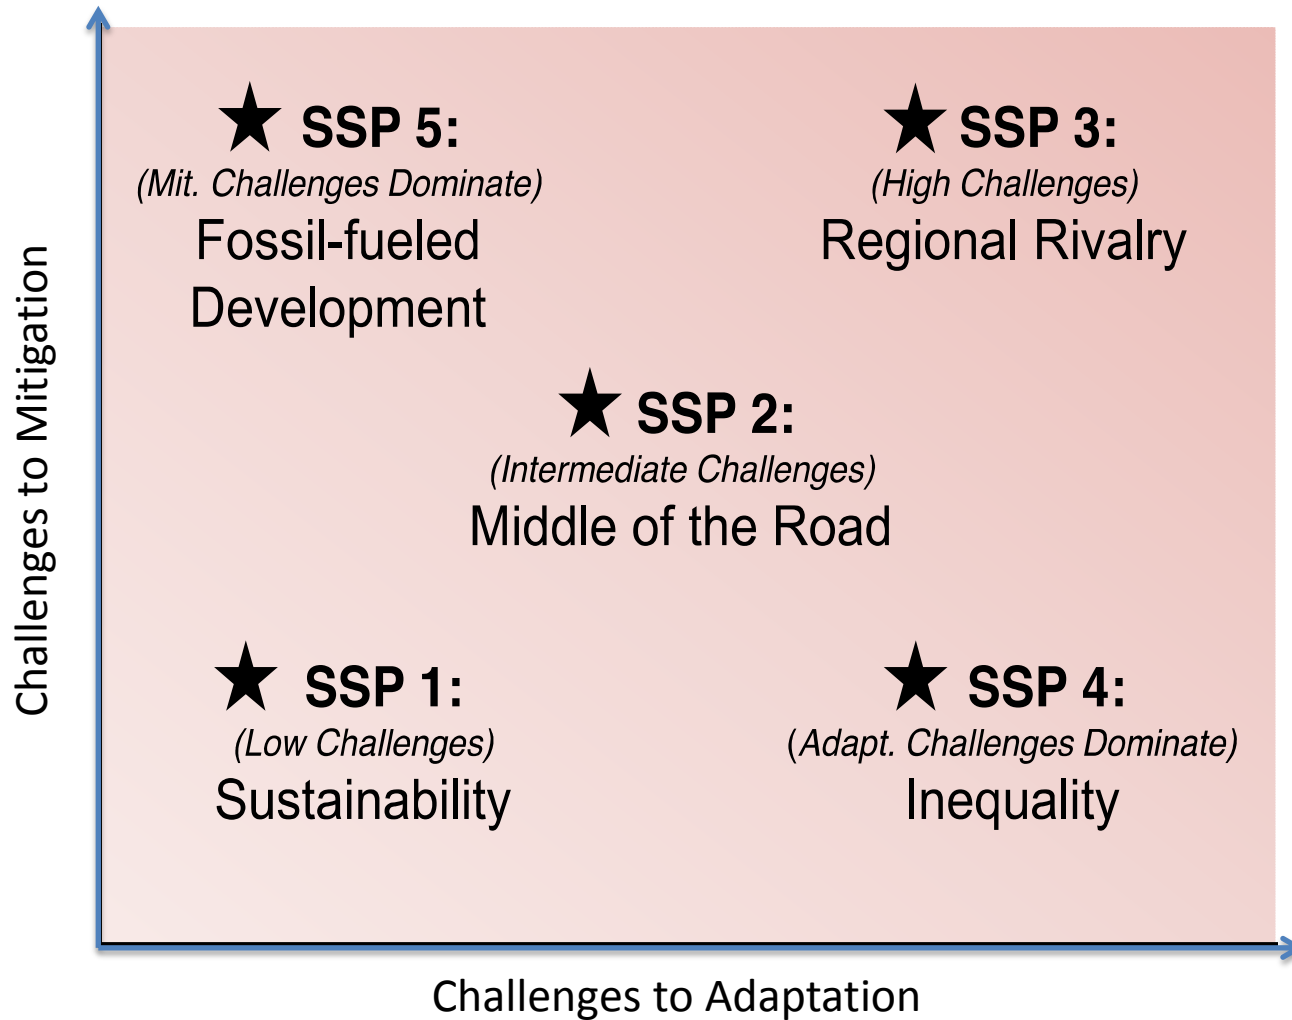 Challenges to Mitigation
SSP 5:
(Mit. Challenges Dominate)
Fossil-fueled
Development
SSP 3:
(High Challenges)
Regional Rivalry
SSP 2:
(Intermediate Challenges)
Middle of the Road
SSP 1:
(Low Challenges)
Sustainability
SSP 4:
(Adapt. Challenges Dominate)
Inequality
Challenges to Adaptation